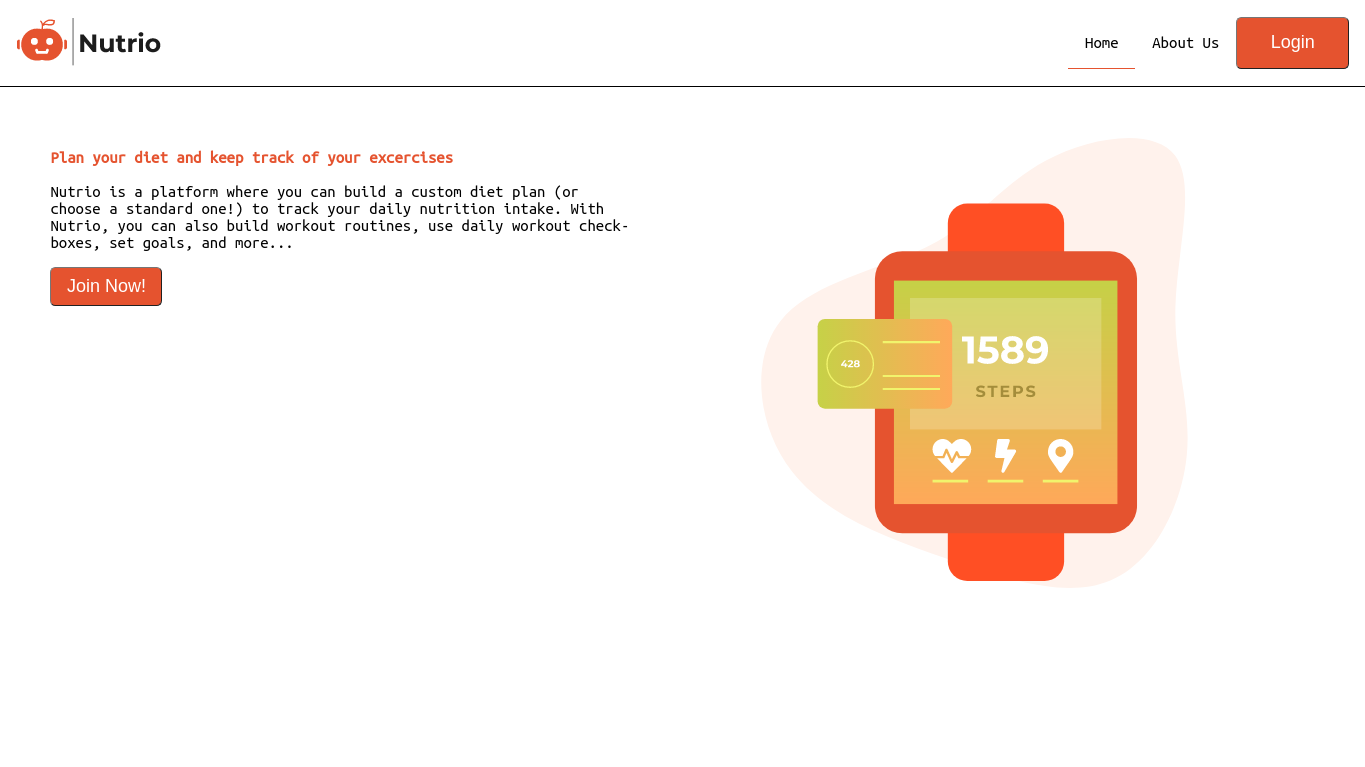 Nutrio
Home
About Us
Login
Plan your diet and keep track of your excercises
Nutrio is a platform where you can build a custom diet plan (or
choose a standard one!) to track your daily nutrition intake. With
Nutrio, you can also build workout routines, use daily workout check-
boxes, set goals, and more...
Join Now!
1589
STEPS
428